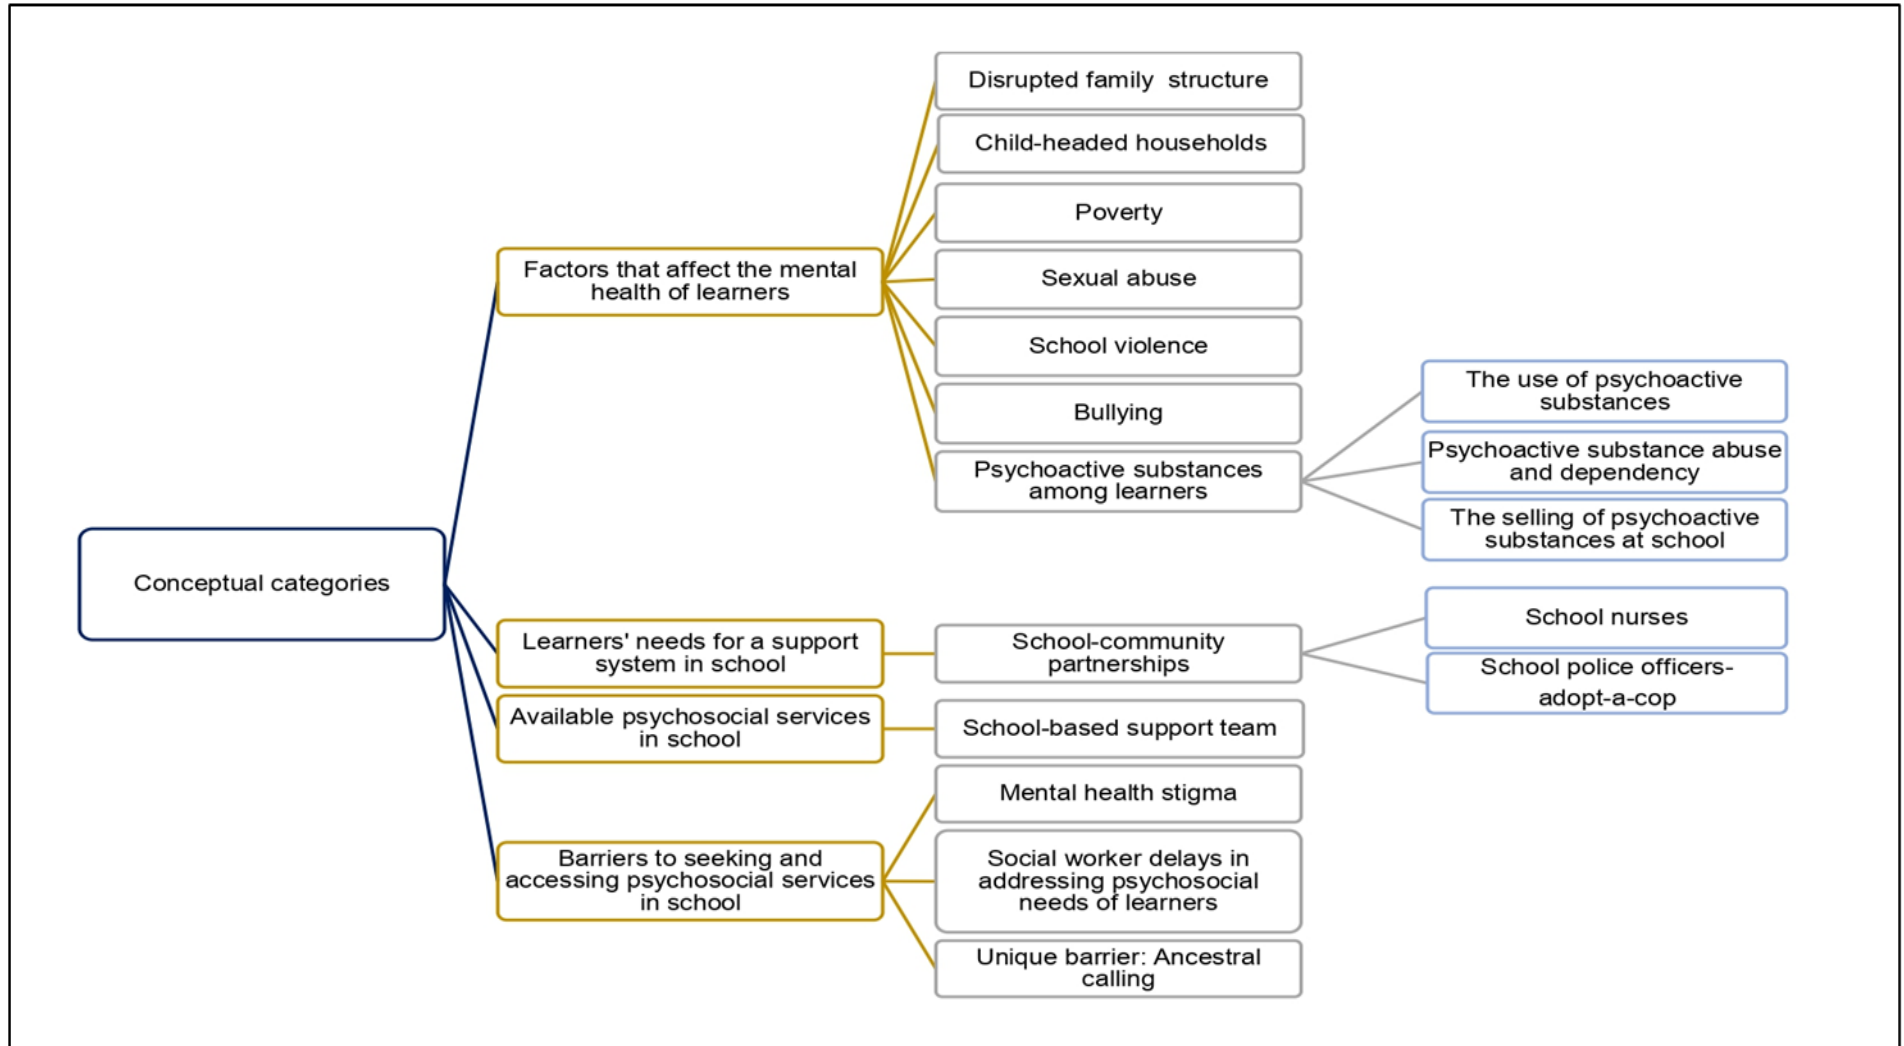 Conceptual categories
Factors that affect the mental
health of learners
Disrupted family structure
Child-headed households
Poverty
Sexual abuse
School violence
Bullying
Psychoactive substances
among learners
The use of psychoactive
substances
Psychoactive substance abuse
and dependency
The selling of psychoactive
substances at school
Learners' needs for a support
system in school
School-community
partnerships
School nurses
School police officers-
adopt-a-cop
Available psychosocial services
in school
School-based support team
Barriers to seeking and
accessing psychosocial services
in school
Mental health stigma
Social worker delays in
addressing psychosocial
needs of learners
Unique barrier: Ancestral
calling